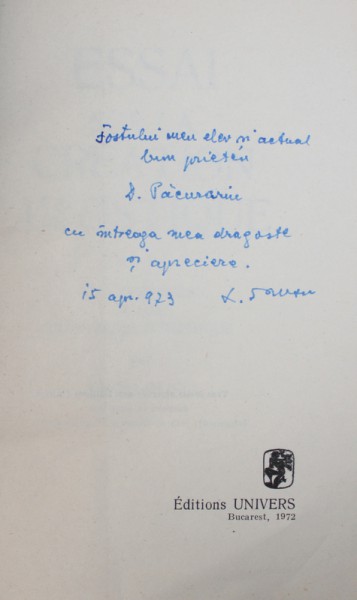 Fostului meu elev și actual
bun prieten
D. Păcurariu
cu întreaga mea dragoste
și apreciere.
15 apr. 973
Éditions UNIVERS
Bucarest, 1972